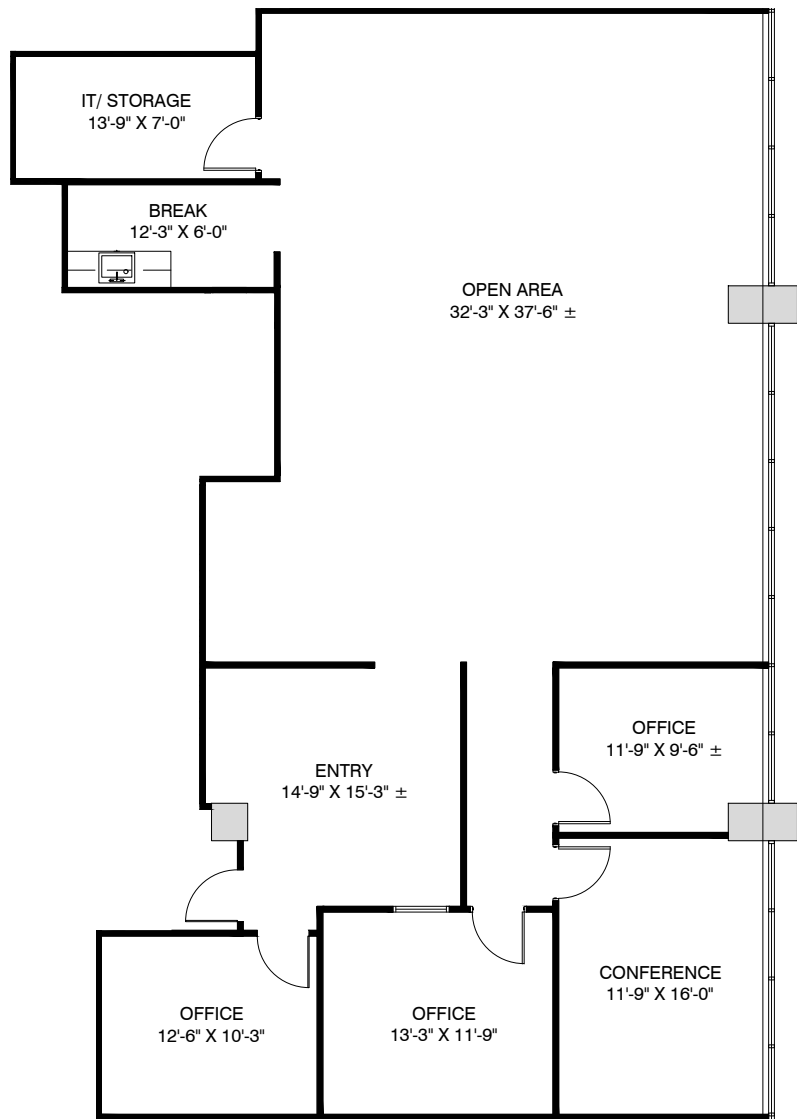 IT/ STORAGE
13'-9" X 7'-0"
BREAK
12'-3" X 6'-0"
OPEN AREA
32'-3" X 37'-6" ±
OFFICE
11'-9" X 9'-6" ±
ENTRY
14'-9" X 15'-3" ±
CONFERENCE
11'-9" X 16'-0"
OFFICE
12'-6" X 10'-3"
OFFICE
13'-3" X 11'-9"